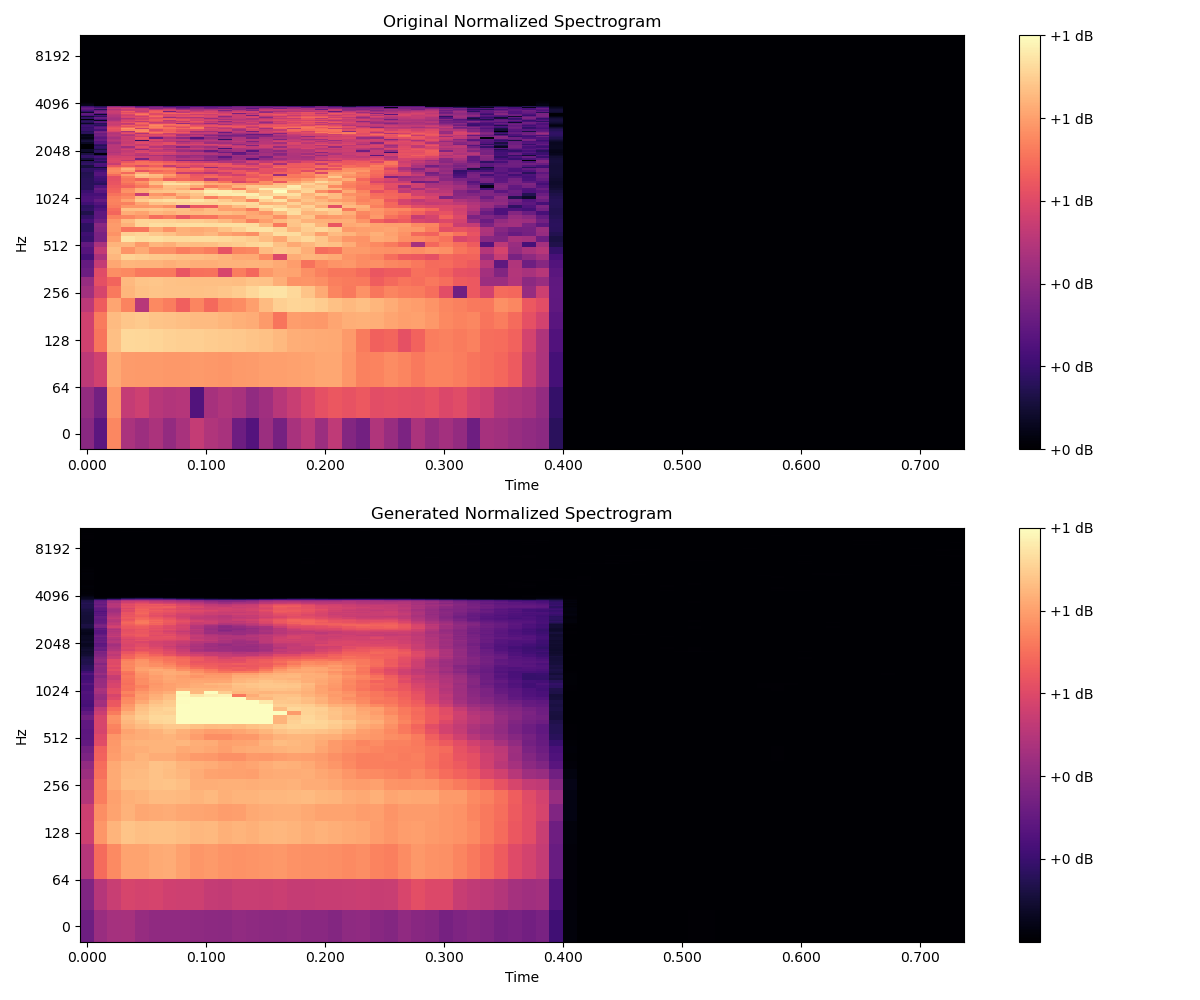 Original Normalized Spectrogram
8192
4096
2048
1024
512
256
128
64
0
Hz
0.000 0.100 0.200 0.300 0.400 0.500 0.600 0.700
Time
+1 dB
+1 dB
+1 dB
+0 dB
+0 dB
+0 dB
Generated Normalized Spectrogram
8192
4096
2048
1024
512
256
128
64
0
Hz
0.000 0.100 0.200 0.300 0.400 0.500 0.600 0.700
Time
+1 dB
+1 dB
+1 dB
+0 dB
+0 dB